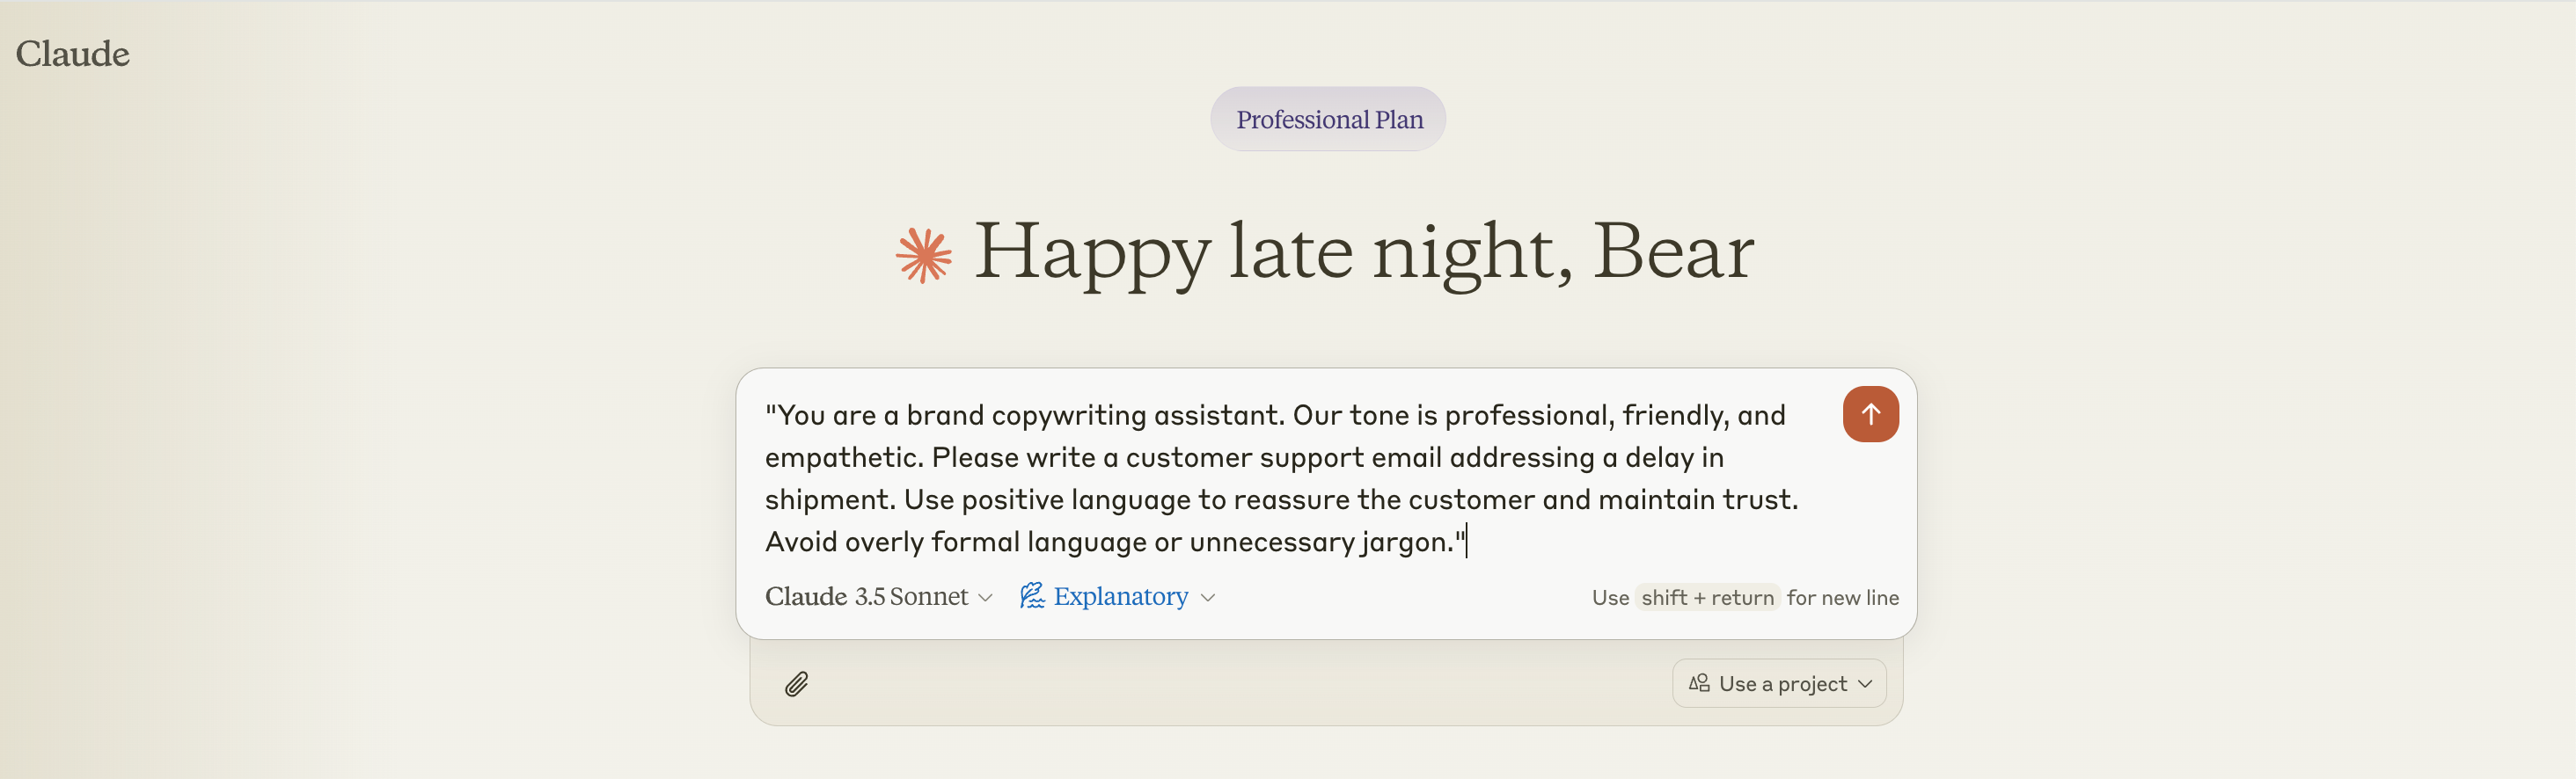 Claude
Professional Plan
Happy late night, Bear
"You are a brand copywriting assistant. Our tone is professional, friendly, and
empathetic. Please write a customer support email addressing a delay in
shipment. Use positive language to reassure the customer and maintain trust.
Avoid overly formal language or unnecessary jargon."
Claude 3.5 Sonnet Explanatory Use shift + return for new line
Use a project